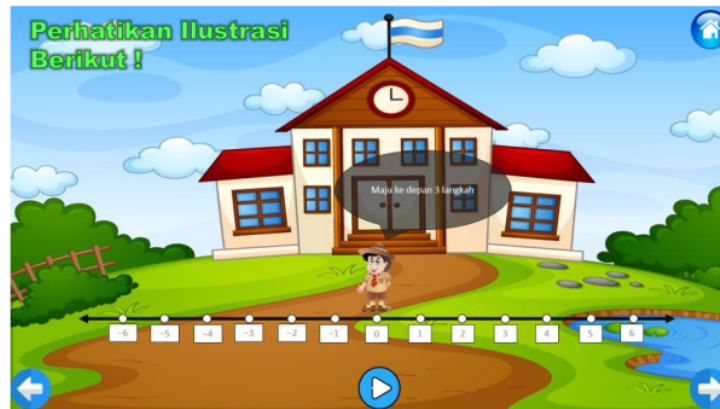 Perhatikan Ilustrasi
Berikut !
Maju ke depan 3 langkah
-6 -5 -4 -3 -2 -1 0 1 2 3 4 5 6